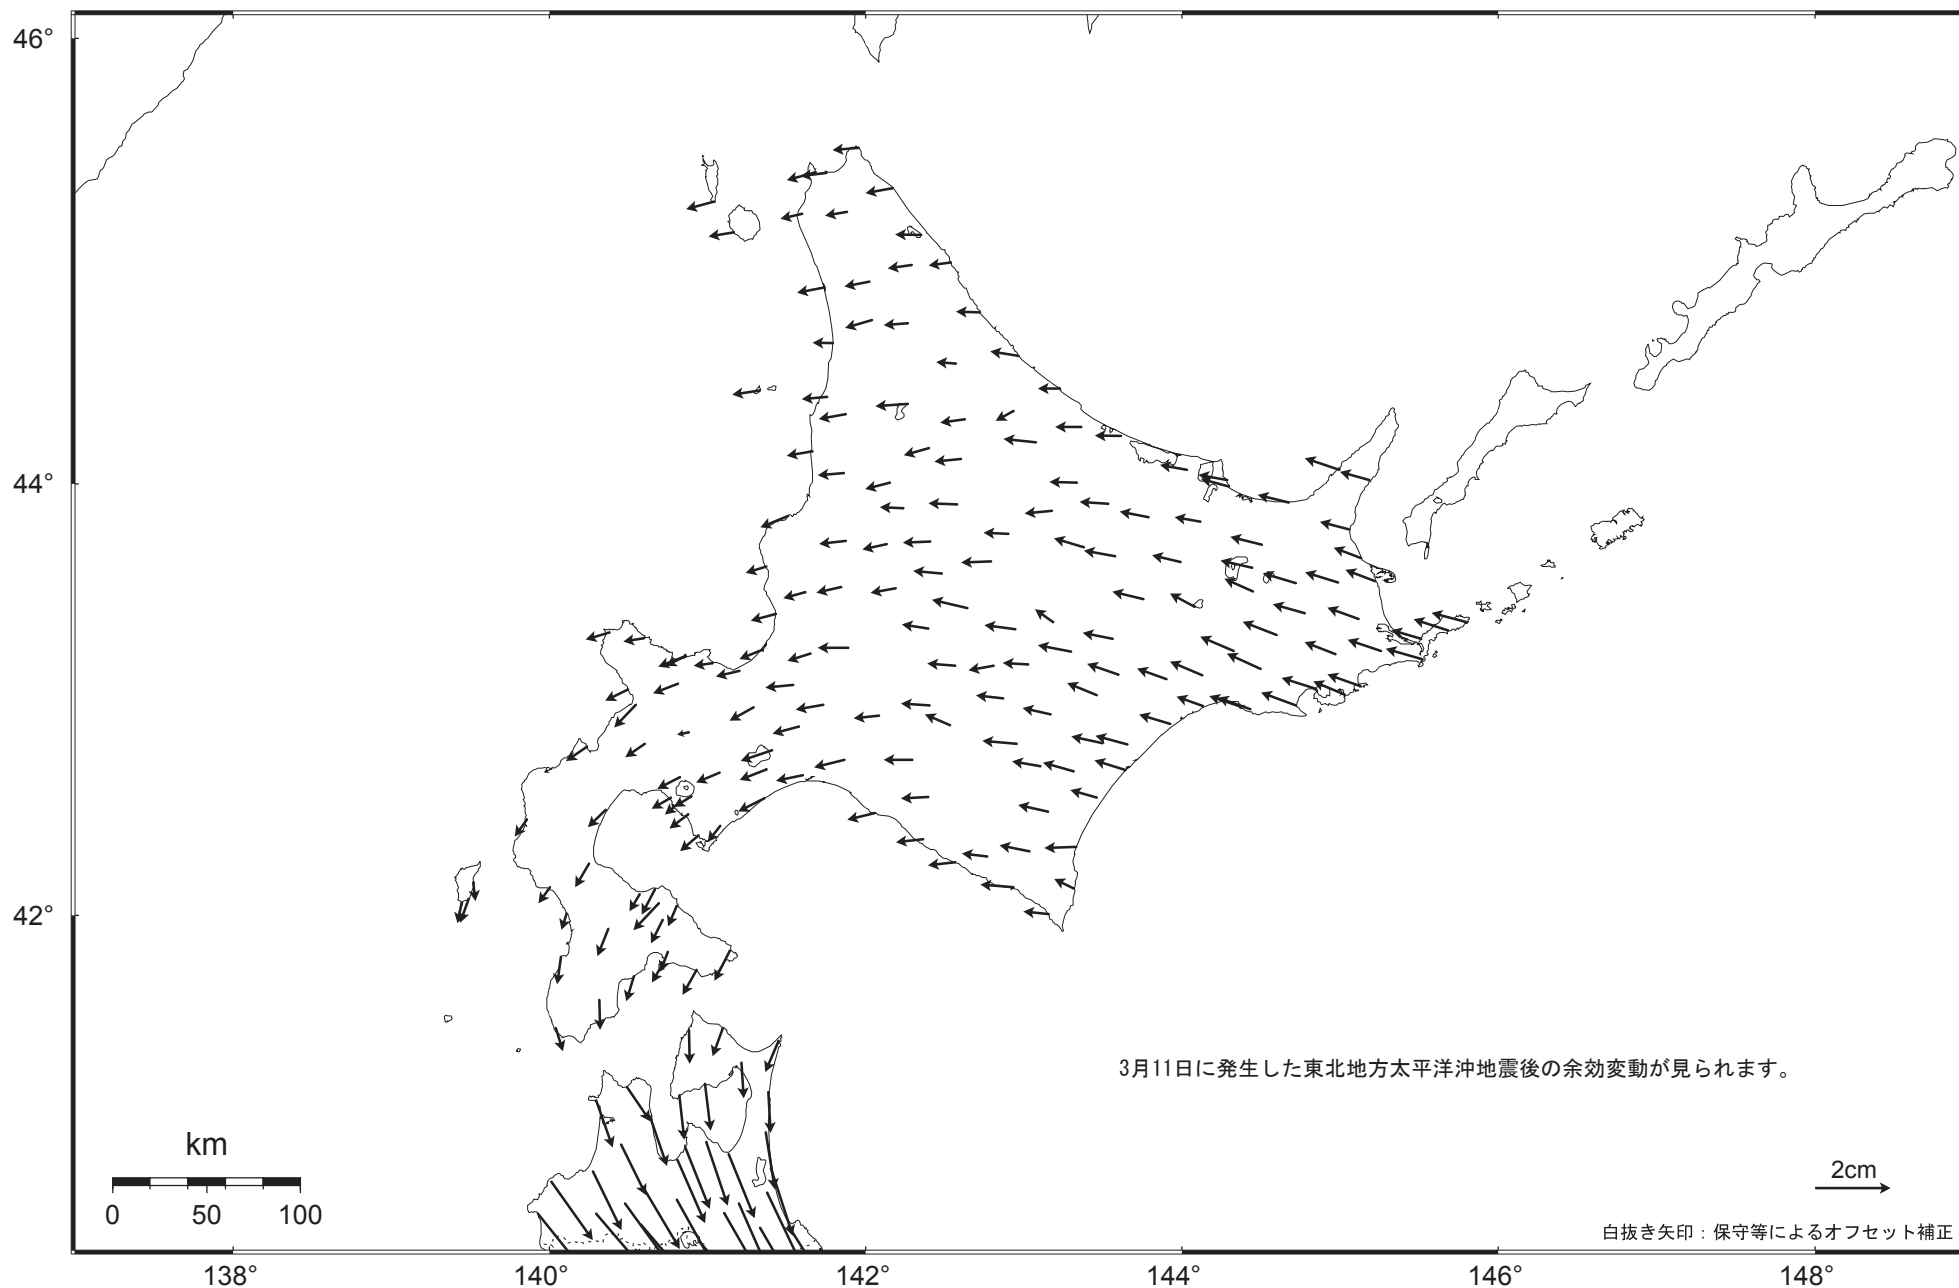 46°
44°
42°
3月11日に発生した東北地方太平洋沖地震後の余効変動が見られます。
km
0 50 100
2cm
白抜き矢印：保守等によるオフセット補正
138° 140° 142° 144° 146° 148°